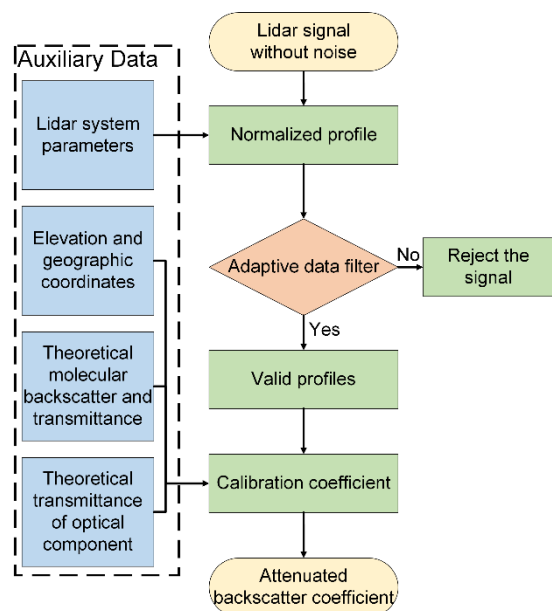 Lidar signal
without noise
Auxiliary Data
Lidar system
parameters
Normalized profile
Elevation and
geographic
coordinates
Adaptive data filter
No
Reject the
signal
Yes
Theoretical
molecular
backscatter and
transmittance
Valid profiles
Theoretical
transmittance
of optical
component
Calibration coefficient
Attenuated
backscatter coefficient